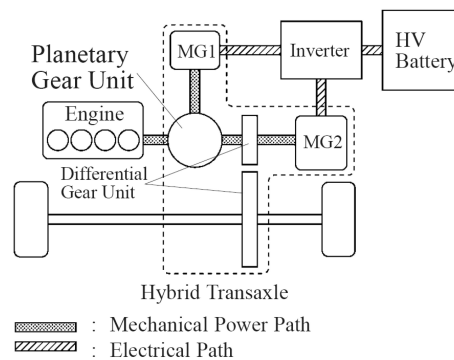 Planetary
Gear Unit
MG1
Inverter
HV
Battery
Engine
MG2
Differential
Gear Unit
Hybrid Transaxle
: Mechanical Power Path
: Electrical Path